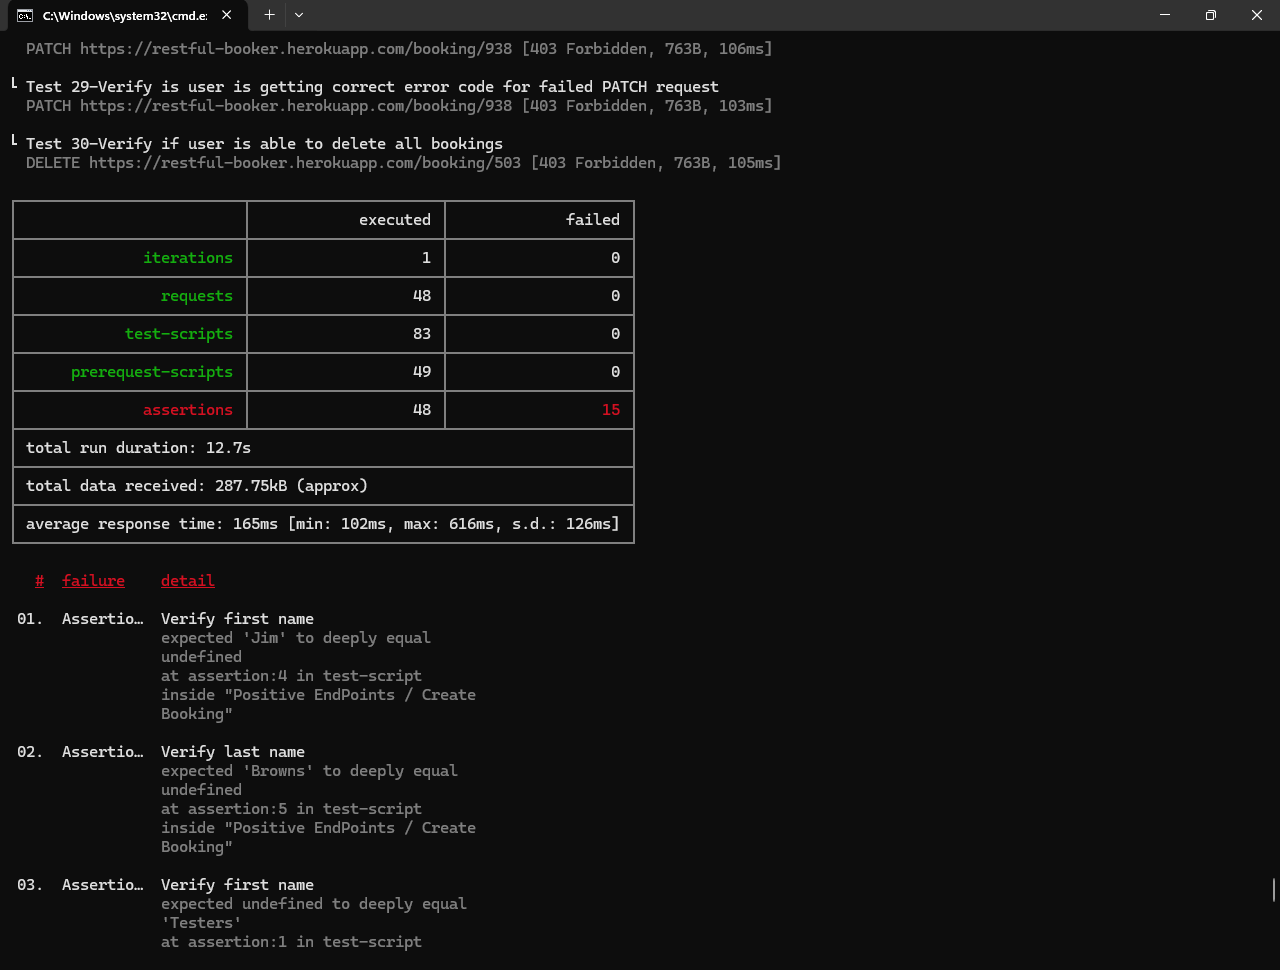 C:\Windows\system32\cmd.e
PATCH https://restful-booker.herokuapp.com/booking/938 [403 Forbidden, 763B, 106ms]
└ Test 29-Verify is user is getting correct error code for failed PATCH request
PATCH https://restful-booker.herokuapp.com/booking/938 [403 Forbidden, 763B, 103ms]
└ Test 30-Verify if user is able to delete all bookings
DELETE https://restful-booker.herokuapp.com/booking/503 [403 Forbidden, 763B, 105ms]
executed failed
iterations 1 0
requests 48 0
test-scripts 83 0
prerequest-scripts 49 0
assertions 48 15
total run duration: 12.7s
total data received: 287.75kB (approx)
average response time: 165ms [min: 102ms, max: 616ms, s.d.: 126ms]
# failure detail
01. Assertio… Verify first name
expected 'Jim' to deeply equal
undefined
at assertion:4 in test-script
inside "Positive EndPoints / Create
Booking"
02. Assertio… Verify last name
expected 'Browns' to deeply equal
undefined
at assertion:5 in test-script
inside "Positive EndPoints / Create
Booking"
03. Assertio… Verify first name
expected undefined to deeply equal
'Testers'
at assertion:1 in test-script